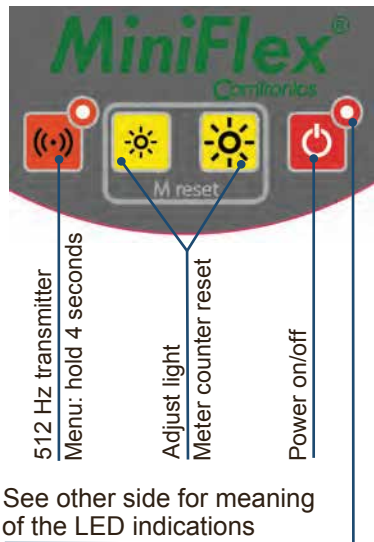 MiniFlex®
Comtronics
M reset
512 Hz transmitter
Menu: hold 4 seconds
Adjust light
Meter counter reset
Power on/off
See other side for meaning
of the LED indications